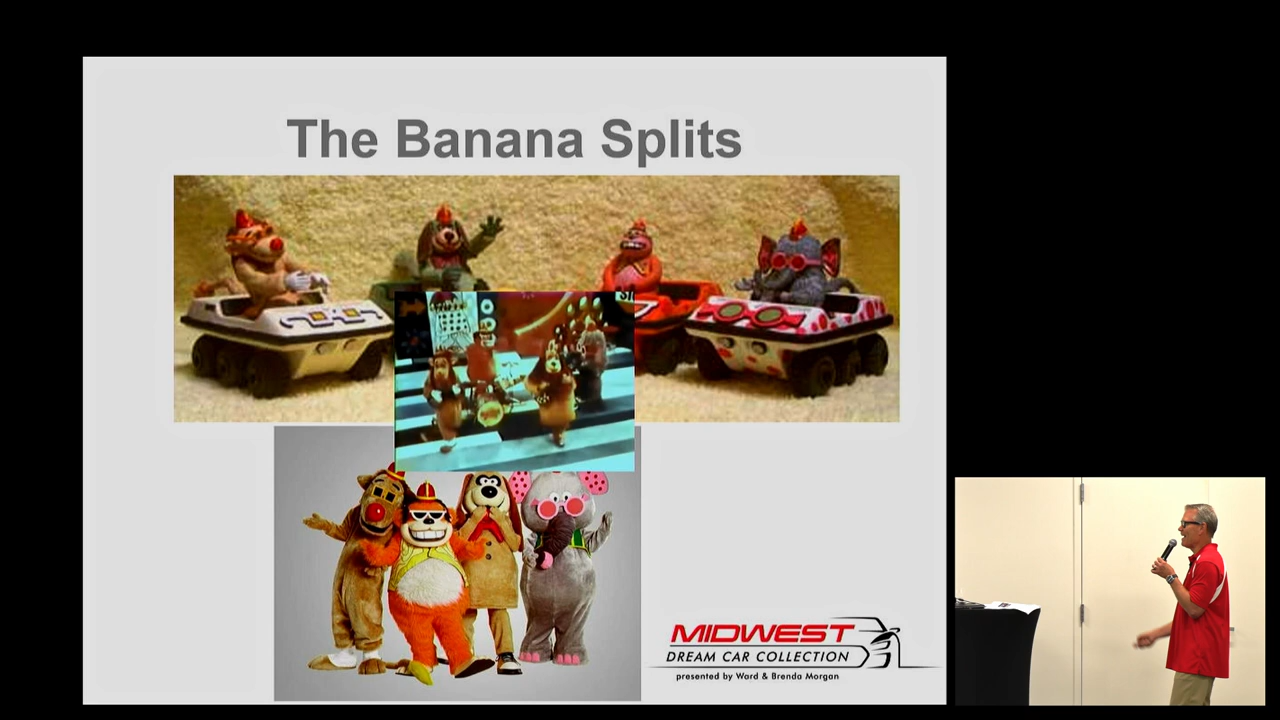 The Banana Splits
MIDWEST
DREAM CAR COLLECTION
presented by Ward & Brenda Morgan